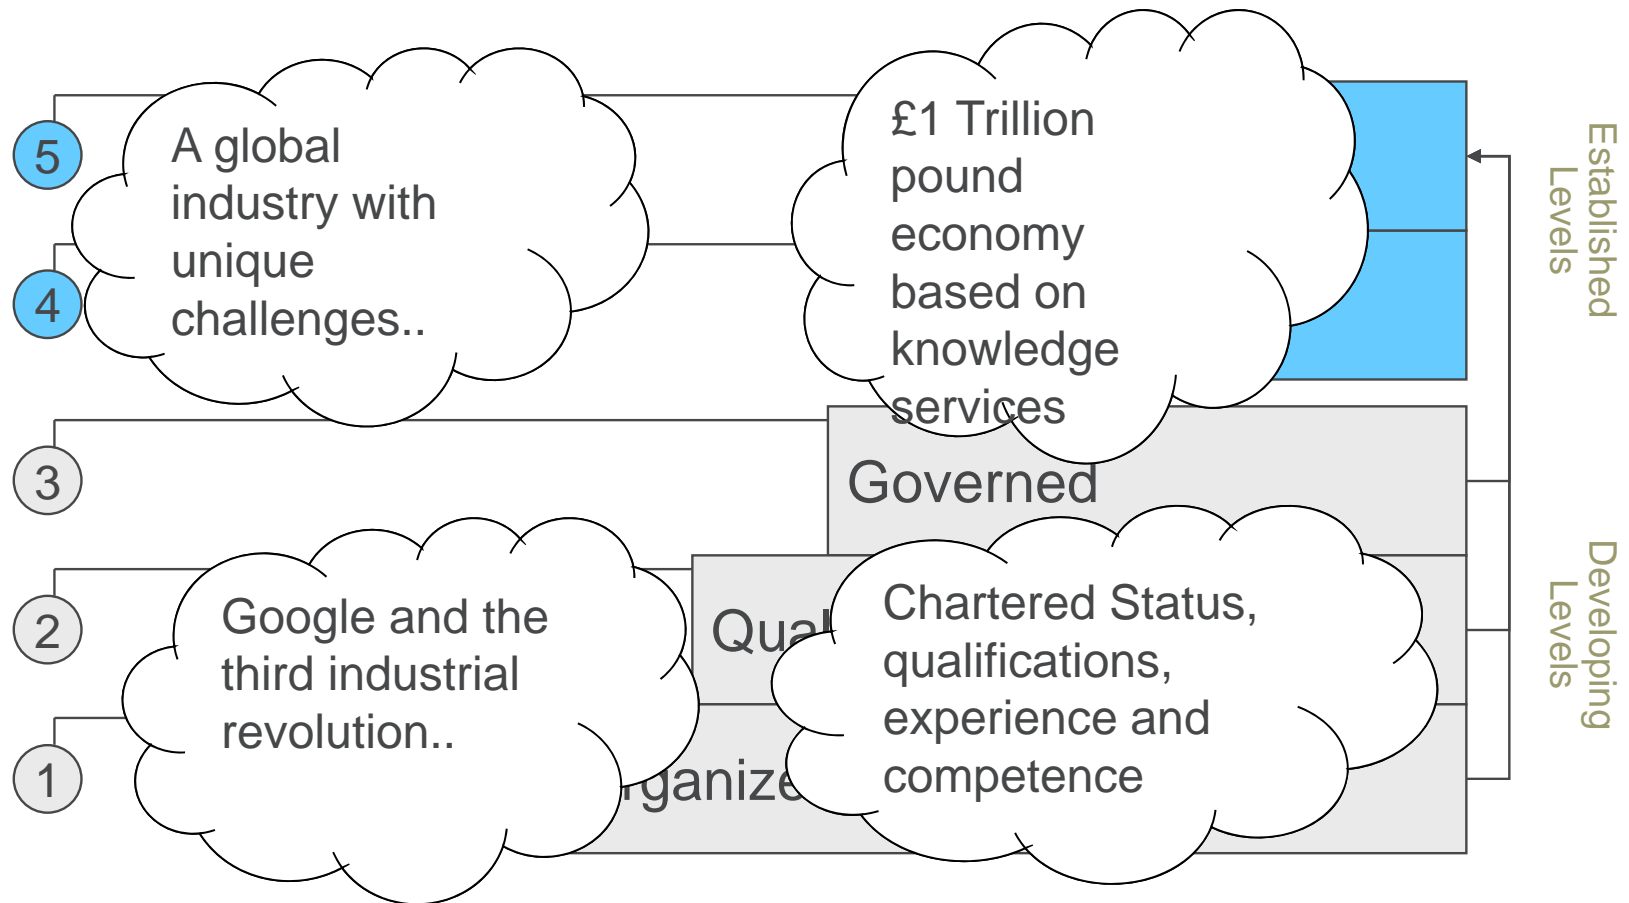 5
A global
industry with
unique
challenges..
£1 Trillion
pound
economy
based on
knowledge
services
Established
Levels
4
3
Governed
2
Google and the
third industrial
revolution..
Chartered Status,
qualifications,
experience and
competence
Developing
Levels
1